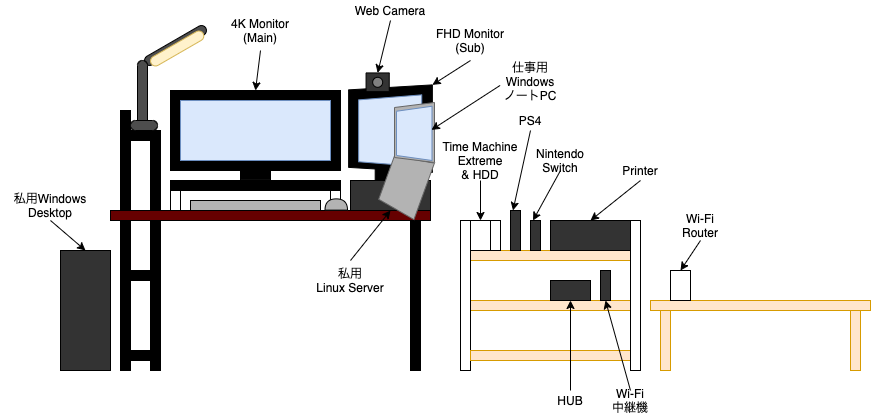 Web Camera
4K Monitor
(Main)
FHD Monitor
(Sub)
仕事用
Windows
ノートPC
PS4
Time Machine
Extreme
& HDD
Nintendo
Switch
Printer
私用Windows
Desktop
Wi-Fi
Router
私用
Linux Server
HUB
Wi-Fi
中継機